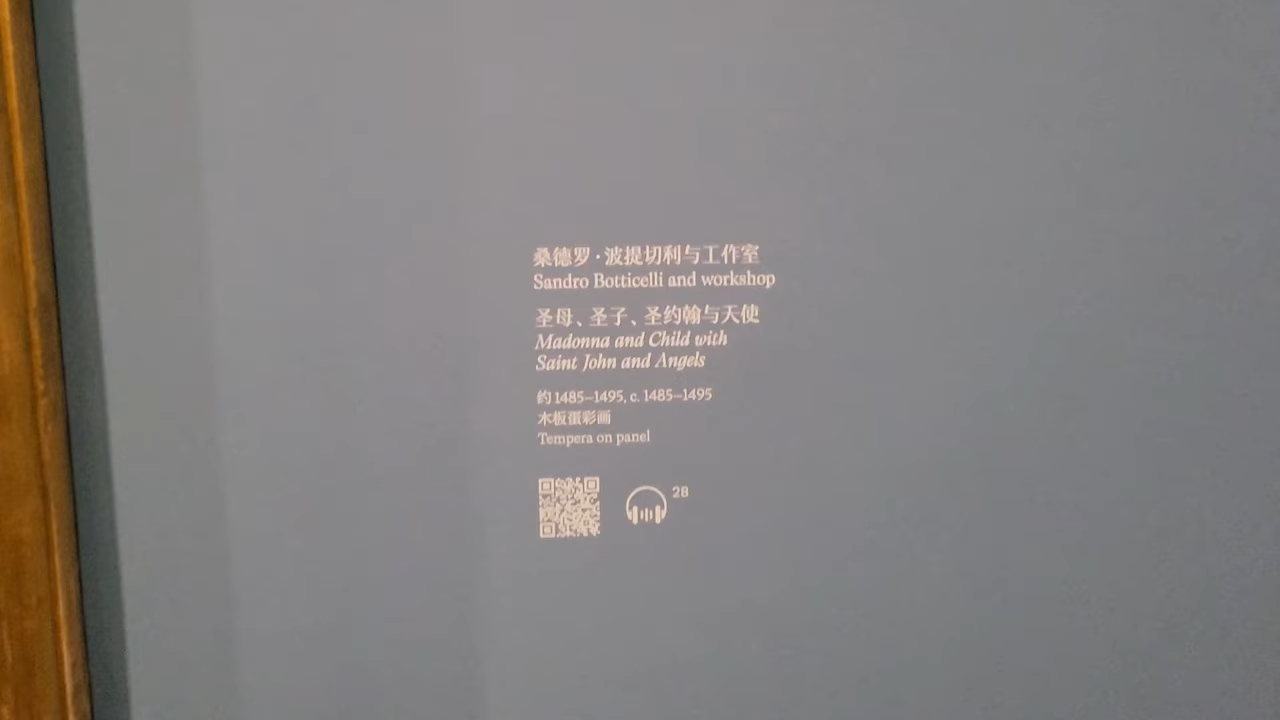 桑德罗·波提切利与工作室
Sandro Botticelli and workshop
圣母、圣子、圣约翰与天使
Madonna and Child with
Saint John and Angels
约 1485–1495, c. 1485–1495
木板蛋彩画
Tempera on panel
28